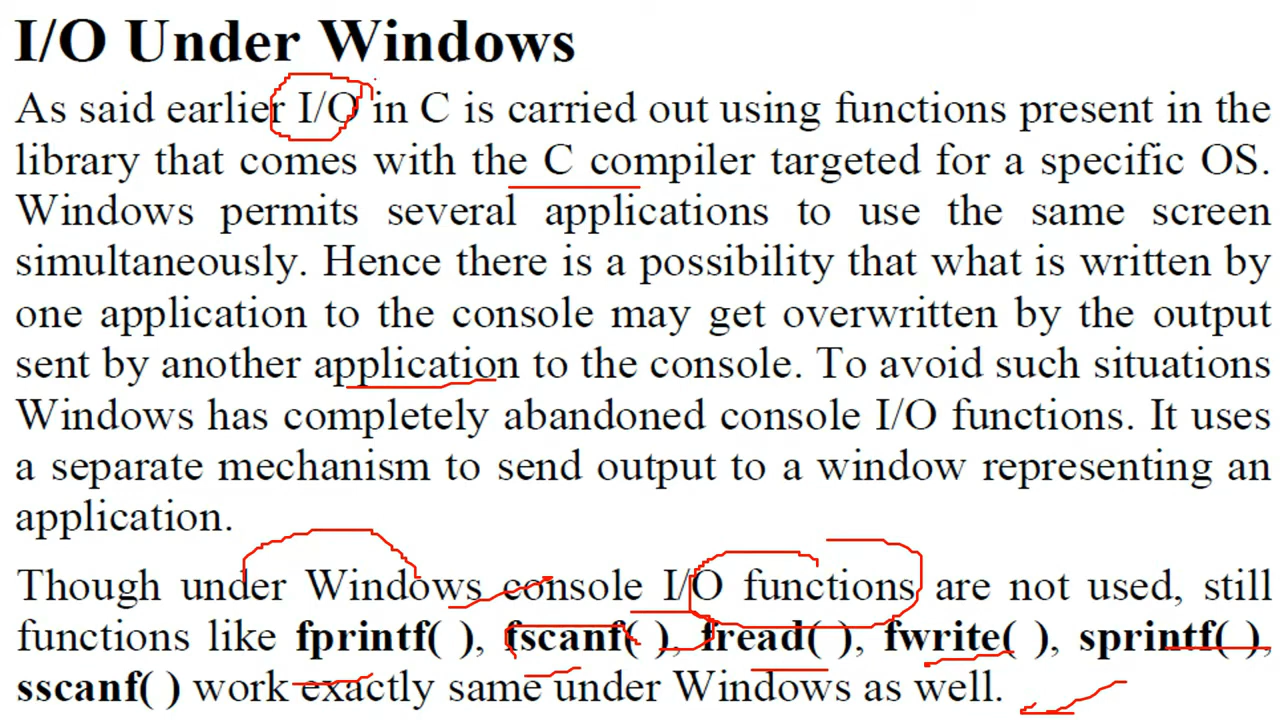 I/O Under Windows
As said earlier I/O in C is carried out using functions present in the
library that comes with the C compiler targeted for a specific OS.
Windows permits several applications to use the same screen
simultaneously. Hence there is a possibility that what is written by
one application to the console may get overwritten by the output
sent by another application to the console. To avoid such situations
Windows has completely abandoned console I/O functions. It uses
a separate mechanism to send output to a window representing an
application.
Though under Windows console I/O functions are not used, still
functions like fprintf( ), fscanf( ), fread( ), fwrite( ), sprintf( ),
sscanf( ) work exactly same under Windows as well.